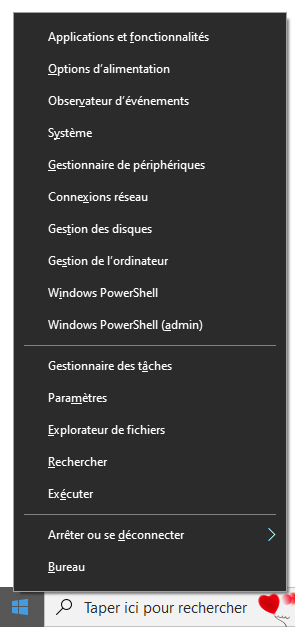 Applications et fonctionnalités
Options d’alimentation
Observateur d’événements
Système
Gestionnaire de périphériques
Connexions réseau
Gestion des disques
Gestion de l’ordinateur
Windows PowerShell
Windows PowerShell (admin)
Gestionnaire des tâches
Paramètres
Explorateur de fichiers
Rechercher
Exécuter
Arrêter ou se déconnecter
Bureau
Taper ici pour rechercher